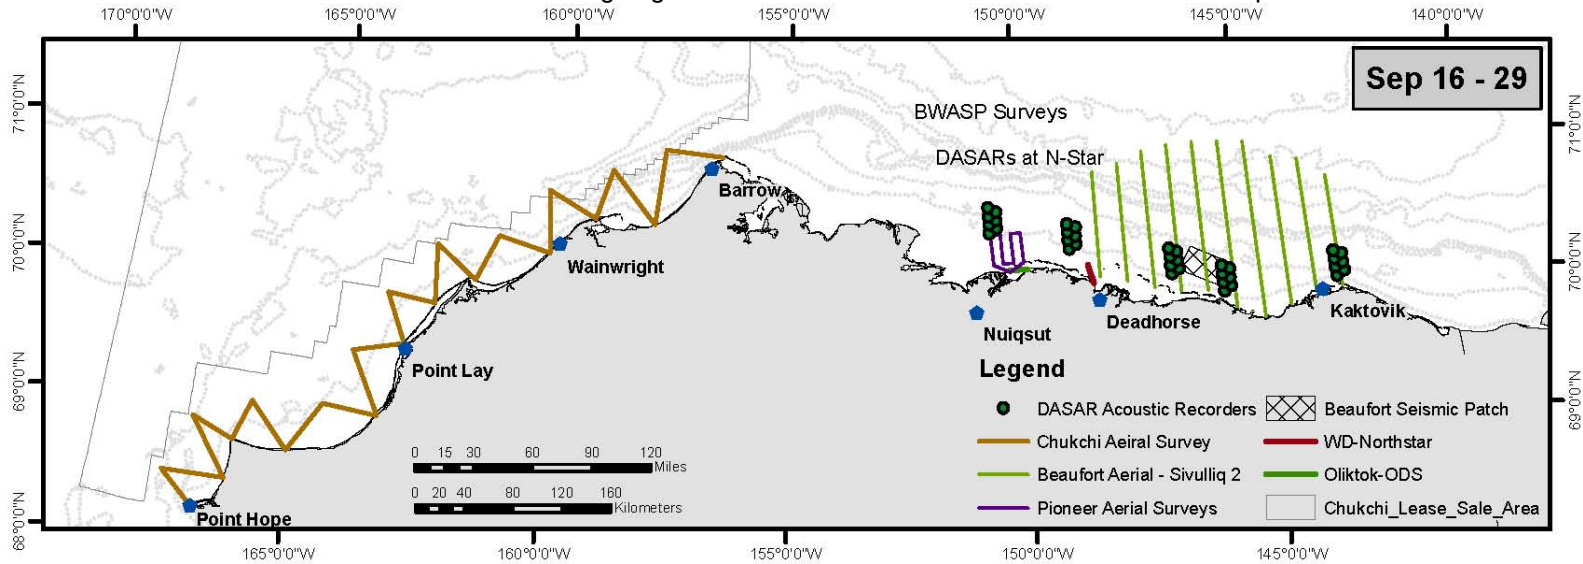 170°0'0"W 165°0'0"W 160°0'0"W 155°0'0"W 150°0'0"W 145°0'0"W 140°0'0"W
Sep 16 - 29
71°0'0"N
71°0'0"N
BWASP Surveys
DASARs at N-Star
Barrow
70°0'0"N
70°0'0"N
Wainwright
Kaktovik
Deadhorse
Nuiqsut
Point Lay
69°0'0"N
69°0'0"N
Legend
DASAR Acoustic Recorders
Beaufort Seismic Patch
Chukchi Aeiral Survey
WD-Northstar
Beaufort Aerial - Sivulliq 2
Oliktok-ODS
Pioneer Aerial Surveys
Chukchi_Lease_Sale_Area
0 15 30 60 90 120
Miles
0 20 40 80 120 160
Kilometers
Point Hope
68°0'0"N
165°0'0"W 160°0'0"W 155°0'0"W 150°0'0"W 145°0'0"W